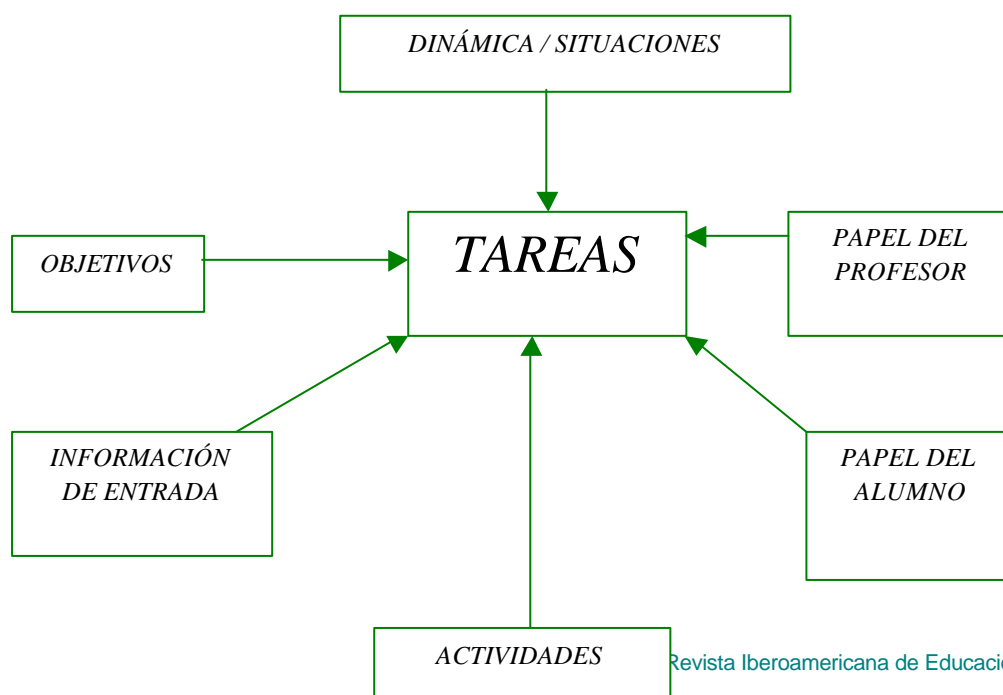 DINÁMICA / SITUACIONES
OBJETIVOS
TAREAS
PAPEL DEL
PROFESOR
INFORMACIÓN
DE ENTRADA
PAPEL DEL
ALUMNO
ACTIVIDADES
Revista Iberoamericana de Educaci